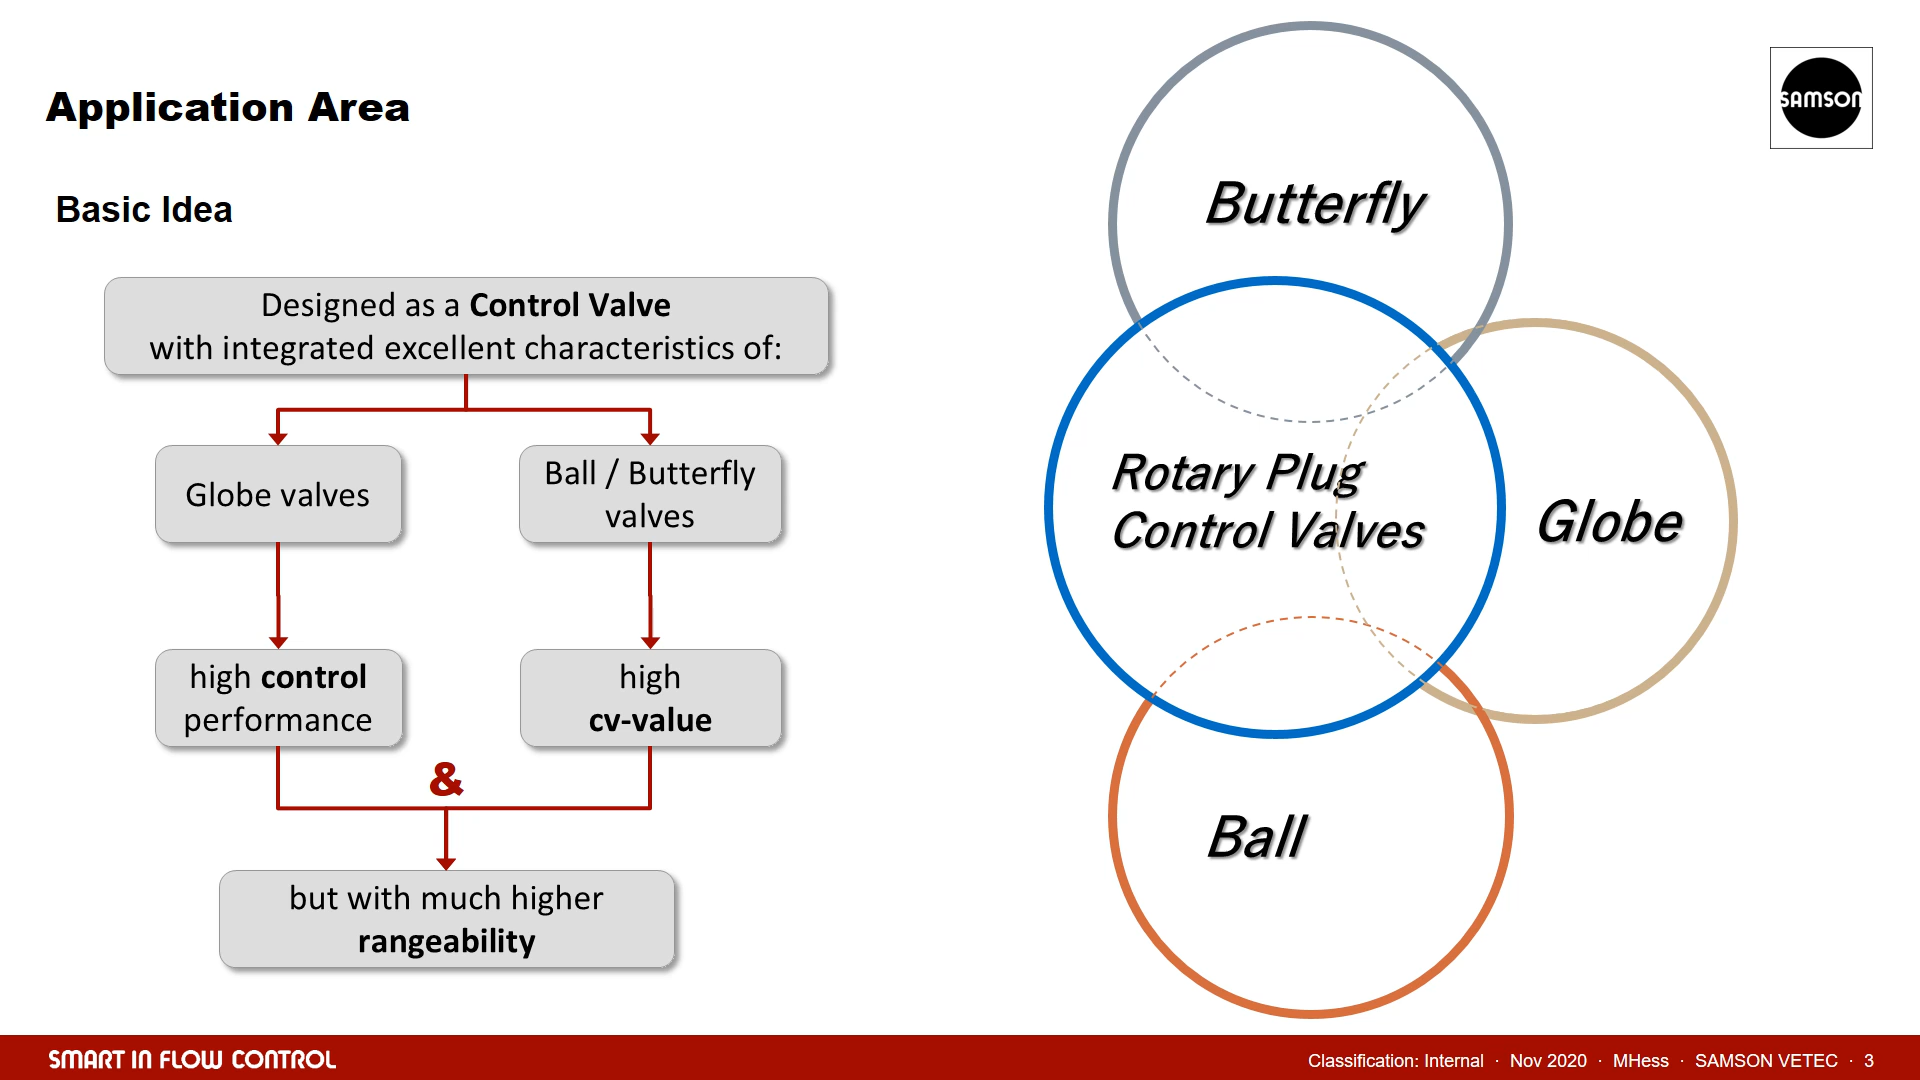 Application Area
SAMSON
Basic Idea
Designed as a Control Valve
with integrated excellent characteristics of:
Globe valves
Ball / Butterfly
valves
high control
performance
high
cv-value
&
but with much higher
rangeability
Butterfly
Rotary Plug
Control Valves
Globe
Ball
SMART IN FLOW CONTROL
Classification: Internal · Nov 2020 · MHess · SAMSON VETEC · 3